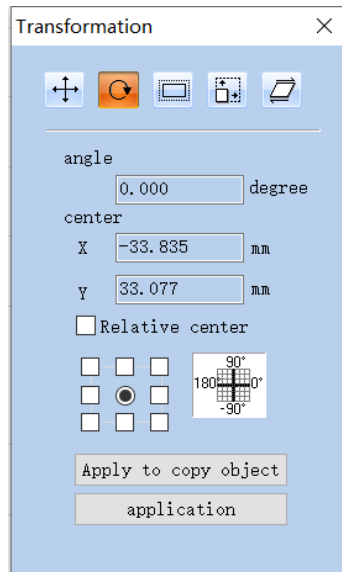 Transformation
angle
0.000 degree
center
X -33.835 mm
Y 33.077 mm
Relative center
90°
180° 0°
-90°
Apply to copy object
application